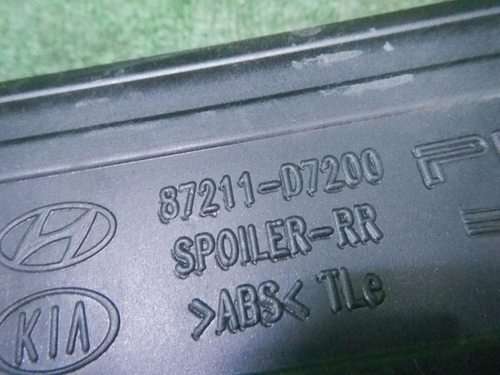 87211-D7200
SPOILER-RR
>ABS< TLe
KIA